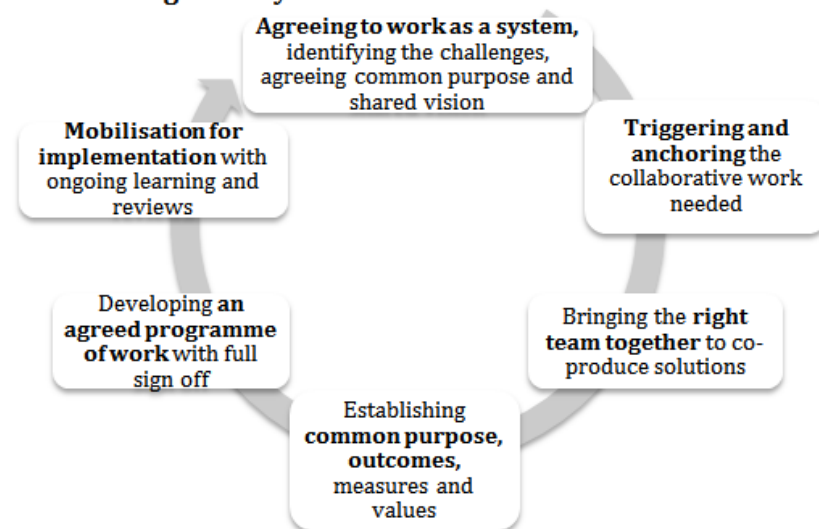 Agreeing to work as a system,
identifying the challenges,
agreeing common purpose and
shared vision
Triggering and
anchoring the
collaborative work
needed
Bringing the right
team together to co-
produce solutions
Establishing
common purpose,
outcomes,
measures and
values
Developing an
agreed programme
of work with full
sign off
Mobilisation for
implementation with
ongoing learning and
reviews